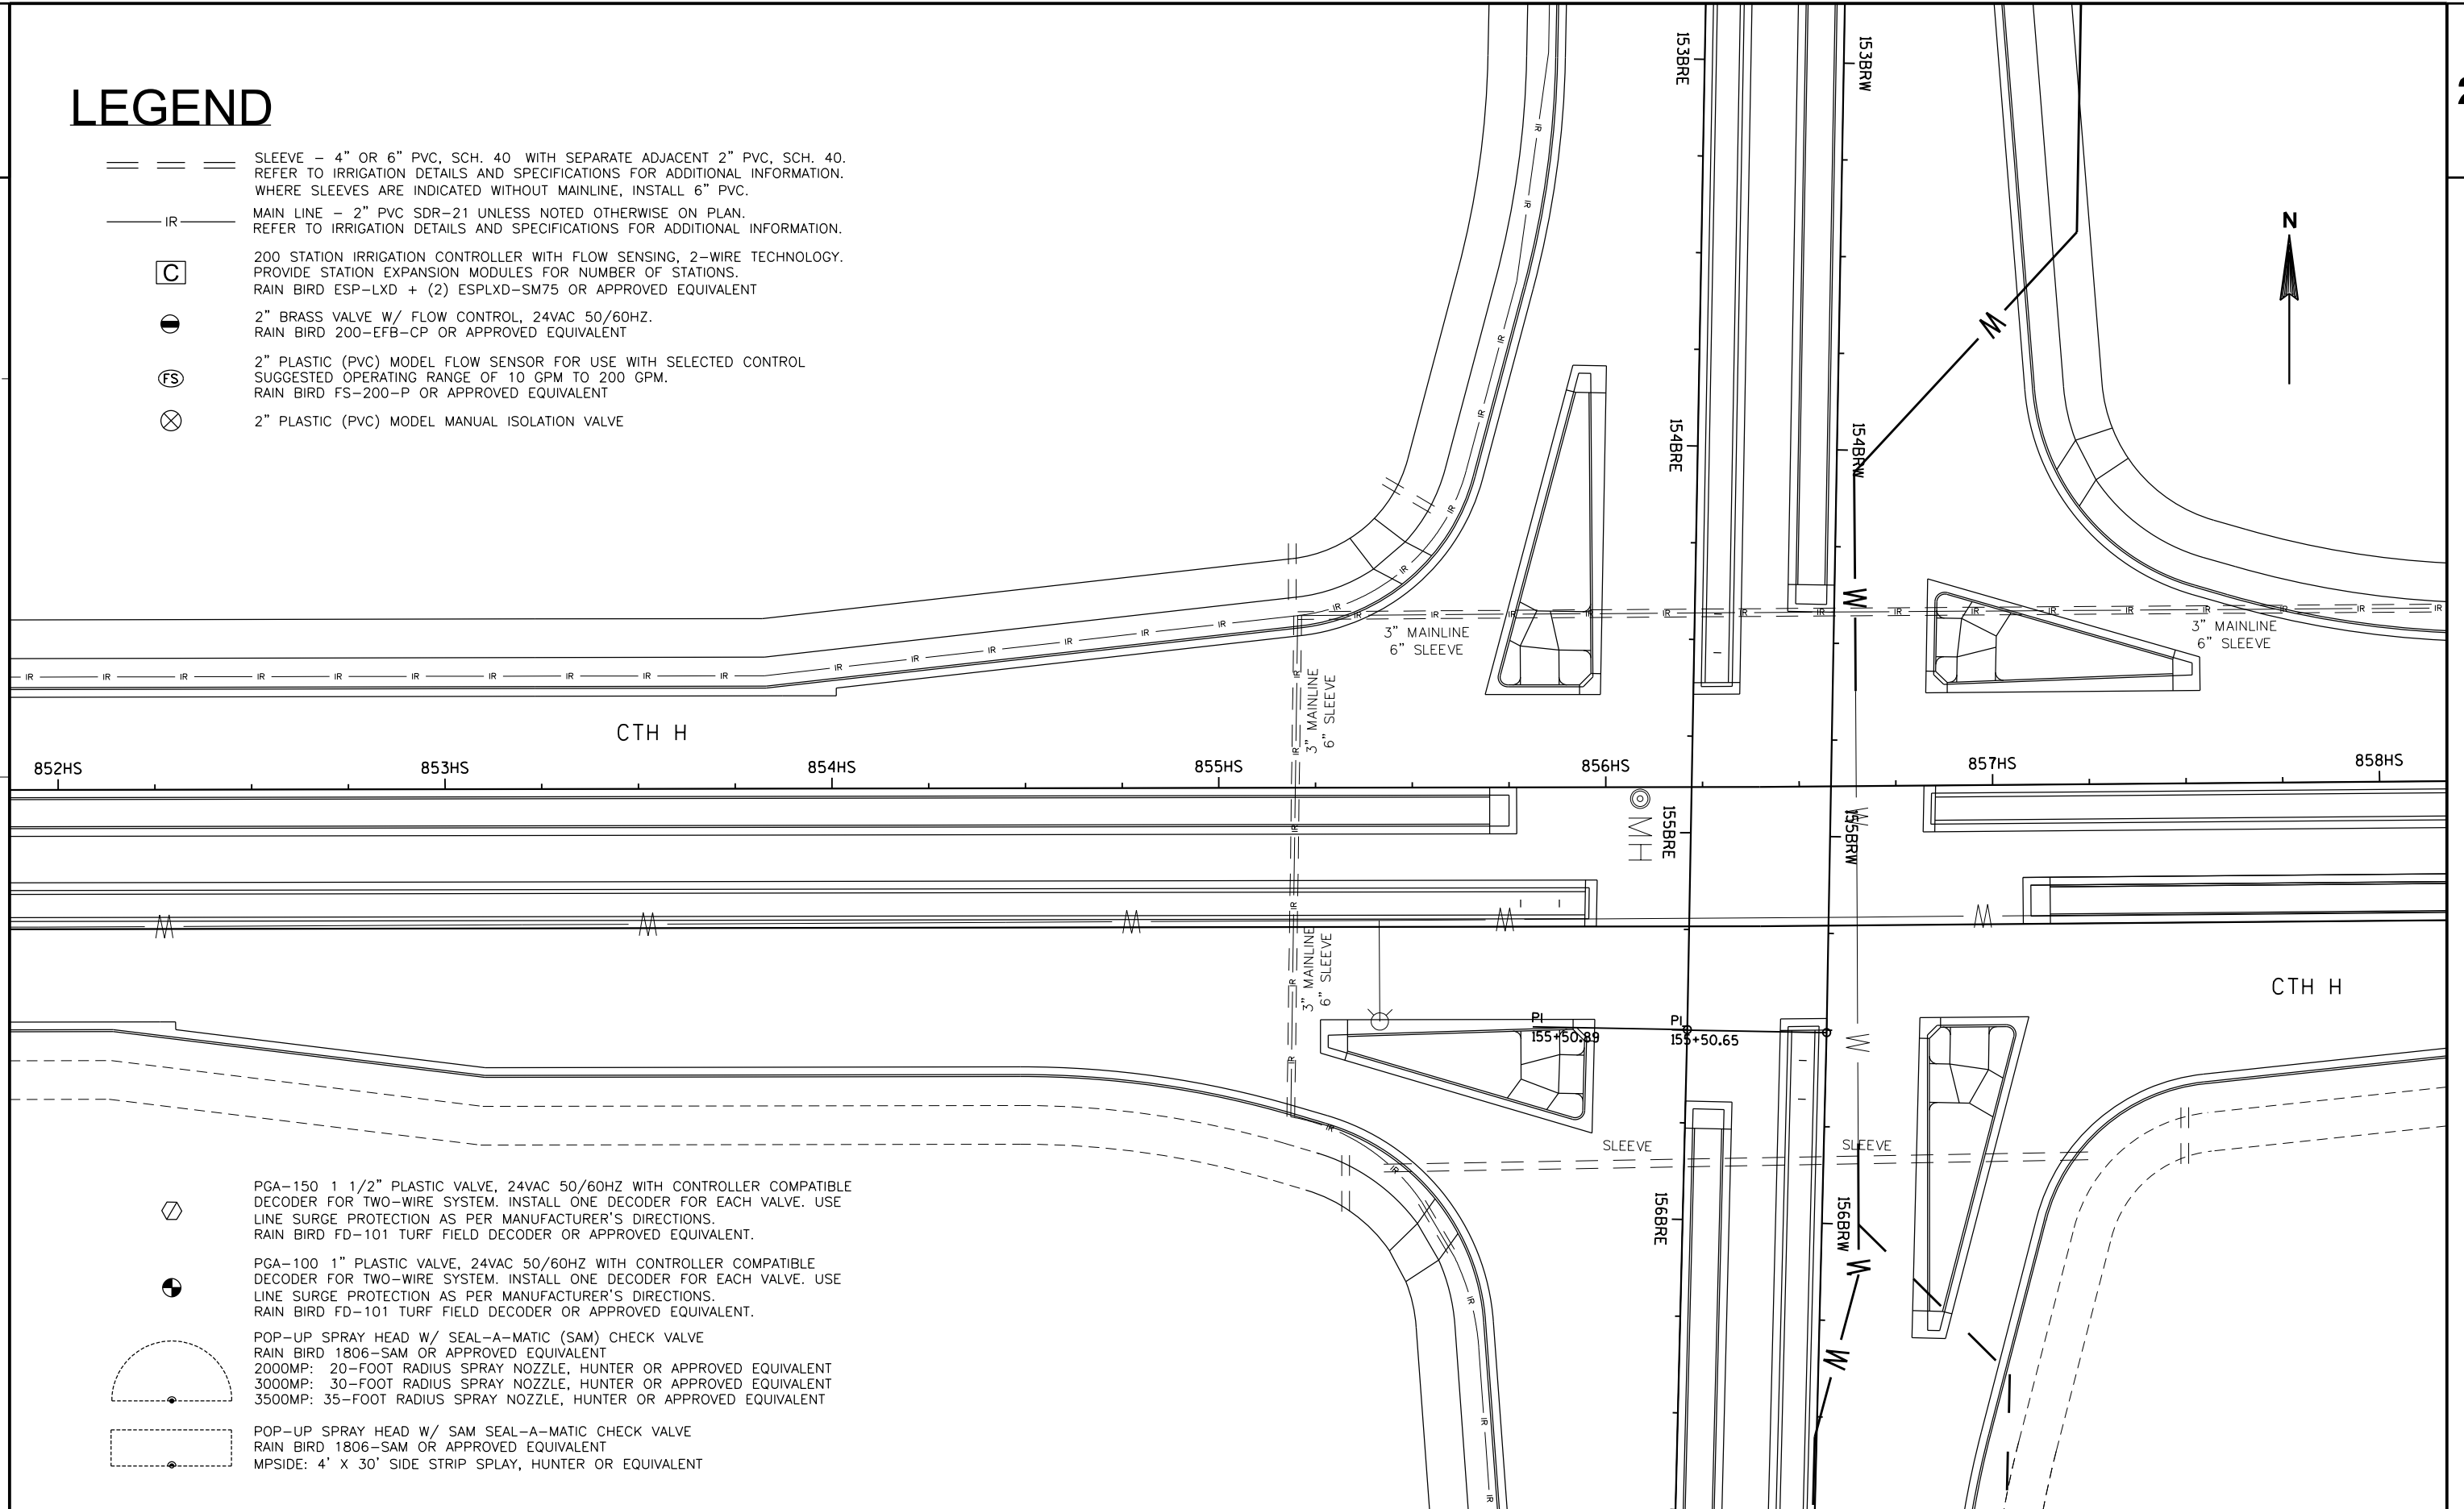 LEGEND
SLEEVE – 4" OR 6" PVC, SCH. 40 WITH SEPARATE ADJACENT 2" PVC, SCH. 40.
REFER TO IRRIGATION DETAILS AND SPECIFICATIONS FOR ADDITIONAL INFORMATION.
WHERE SLEEVES ARE INDICATED WITHOUT MAINLINE, INSTALL 6" PVC.
IR
MAIN LINE – 2" PVC SDR-21 UNLESS NOTED OTHERWISE ON PLAN.
REFER TO IRRIGATION DETAILS AND SPECIFICATIONS FOR ADDITIONAL INFORMATION.
C
200 STATION IRRIGATION CONTROLLER WITH FLOW SENSING, 2-WIRE TECHNOLOGY.
PROVIDE STATION EXPANSION MODULES FOR NUMBER OF STATIONS.
RAIN BIRD ESP-LXD + (2) ESPLXD-SM75 OR APPROVED EQUIVALENT
2" BRASS VALVE W/ FLOW CONTROL, 24VAC 50/60HZ.
RAIN BIRD 200-EFB-CP OR APPROVED EQUIVALENT
FS
2" PLASTIC (PVC) MODEL FLOW SENSOR FOR USE WITH SELECTED CONTROL
SUGGESTED OPERATING RANGE OF 10 GPM TO 200 GPM.
RAIN BIRD FS-200-P OR APPROVED EQUIVALENT
2" PLASTIC (PVC) MODEL MANUAL ISOLATION VALVE
153BRE
153BRW
N
W
154BRE
154BRW
W
3" MAINLINE
6" SLEEVE
3" MAINLINE
6" SLEEVE
3" MAINLINE
6" SLEEVE
CTH H
852HS
853HS
854HS
855HS
856HS
857HS
858HS
MH
155BRE
155BRW
W
W
W
W
W
W
3" MAINLINE
6" SLEEVE
CTH H
PI
155+50.89
PI
155+50.65
W
SLEEVE
SLEEVE
156BRE
156BRW
W
W
PGA-150 1 1/2" PLASTIC VALVE, 24VAC 50/60HZ WITH CONTROLLER COMPATIBLE
DECODER FOR TWO-WIRE SYSTEM. INSTALL ONE DECODER FOR EACH VALVE. USE
LINE SURGE PROTECTION AS PER MANUFACTURER'S DIRECTIONS.
RAIN BIRD FD-101 TURF FIELD DECODER OR APPROVED EQUIVALENT.
PGA-100 1" PLASTIC VALVE, 24VAC 50/60HZ WITH CONTROLLER COMPATIBLE
DECODER FOR TWO-WIRE SYSTEM. INSTALL ONE DECODER FOR EACH VALVE. USE
LINE SURGE PROTECTION AS PER MANUFACTURER'S DIRECTIONS.
RAIN BIRD FD-101 TURF FIELD DECODER OR APPROVED EQUIVALENT.
POP-UP SPRAY HEAD W/ SEAL-A-MATIC (SAM) CHECK VALVE
RAIN BIRD 1806-SAM OR APPROVED EQUIVALENT
2000MP: 20-FOOT RADIUS SPRAY NOZZLE, HUNTER OR APPROVED EQUIVALENT
3000MP: 30-FOOT RADIUS SPRAY NOZZLE, HUNTER OR APPROVED EQUIVALENT
3500MP: 35-FOOT RADIUS SPRAY NOZZLE, HUNTER OR APPROVED EQUIVALENT
POP-UP SPRAY HEAD W/ SAM SEAL-A-MATIC CHECK VALVE
RAIN BIRD 1806-SAM OR APPROVED EQUIVALENT
MPSIDE: 4' X 30' SIDE STRIP SPLAY, HUNTER OR EQUIVALENT